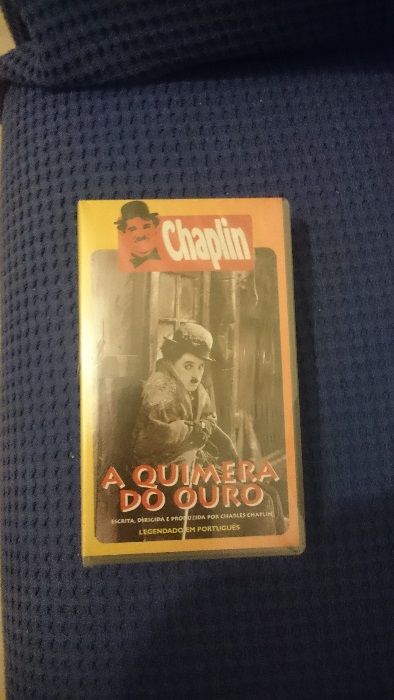 Chaplin
A QUIMERA
DO OURO
ESCRITA, DIRIGIDA E PRODUZIDA POR CHARLES CHAPLIN
LEGENDADO EM PORTUGUÊS